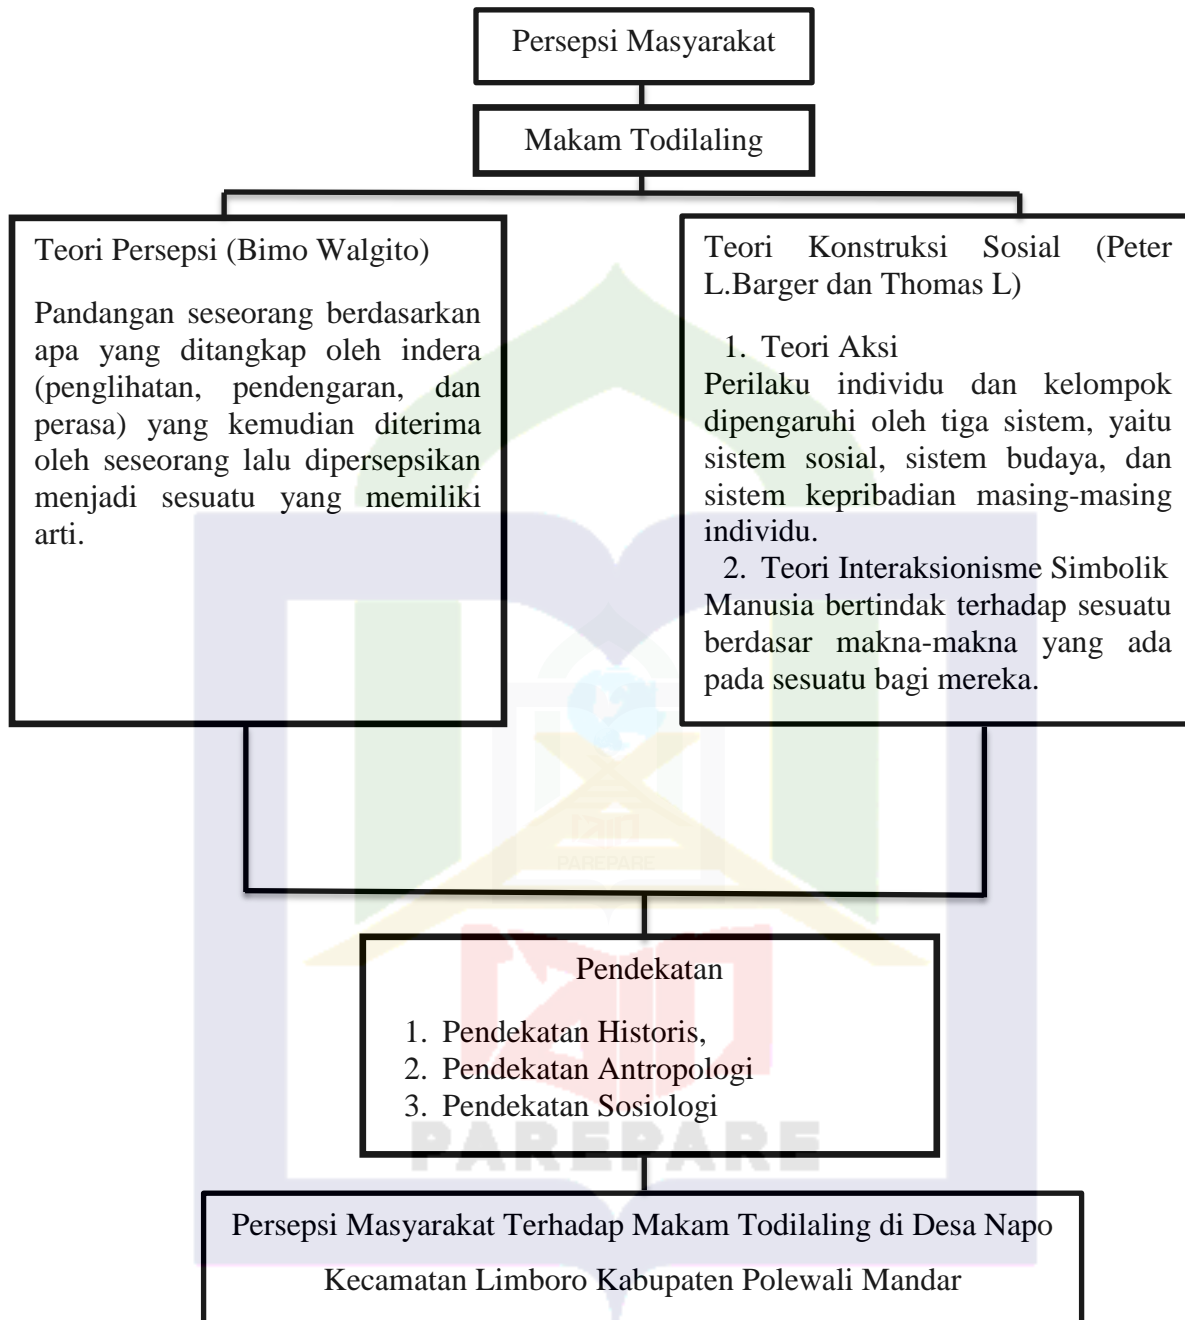 Persepsi Masyarakat
Makam Todilaling
Teori Persepsi (Bimo Walgito)
Pandangan seseorang berdasarkan
apa yang ditangkap oleh indera
(penglihatan, pendengaran, dan
perasa) yang kemudian diterima
oleh seseorang lalu dipersepsikan
menjadi sesuatu yang memiliki
arti.
Teori Konstruksi Sosial (Peter
L.Barger dan Thomas L)
1. Teori Aksi
Perilaku individu dan kelompok
dipengaruhi oleh tiga sistem, yaitu
sistem sosial, sistem budaya, dan
sistem kepribadian masing-masing
individu.
2. Teori Interaksionisme Simbolik
Manusia bertindak terhadap sesuatu
berdasar makna-makna yang ada
pada sesuatu bagi mereka.
PAREPARE
Pendekatan
1. Pendekatan Historis,
2. Pendekatan Antropologi
3. Pendekatan Sosiologi
PAREPARE
Persepsi Masyarakat Terhadap Makam Todilaling di Desa Napo
Kecamatan Limboro Kabupaten Polewali Mandar